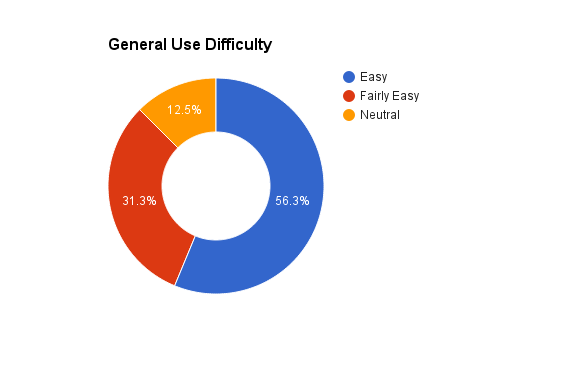 General Use Difficulty
Easy
Fairly Easy
Neutral
12.5%
31.3%
56.3%